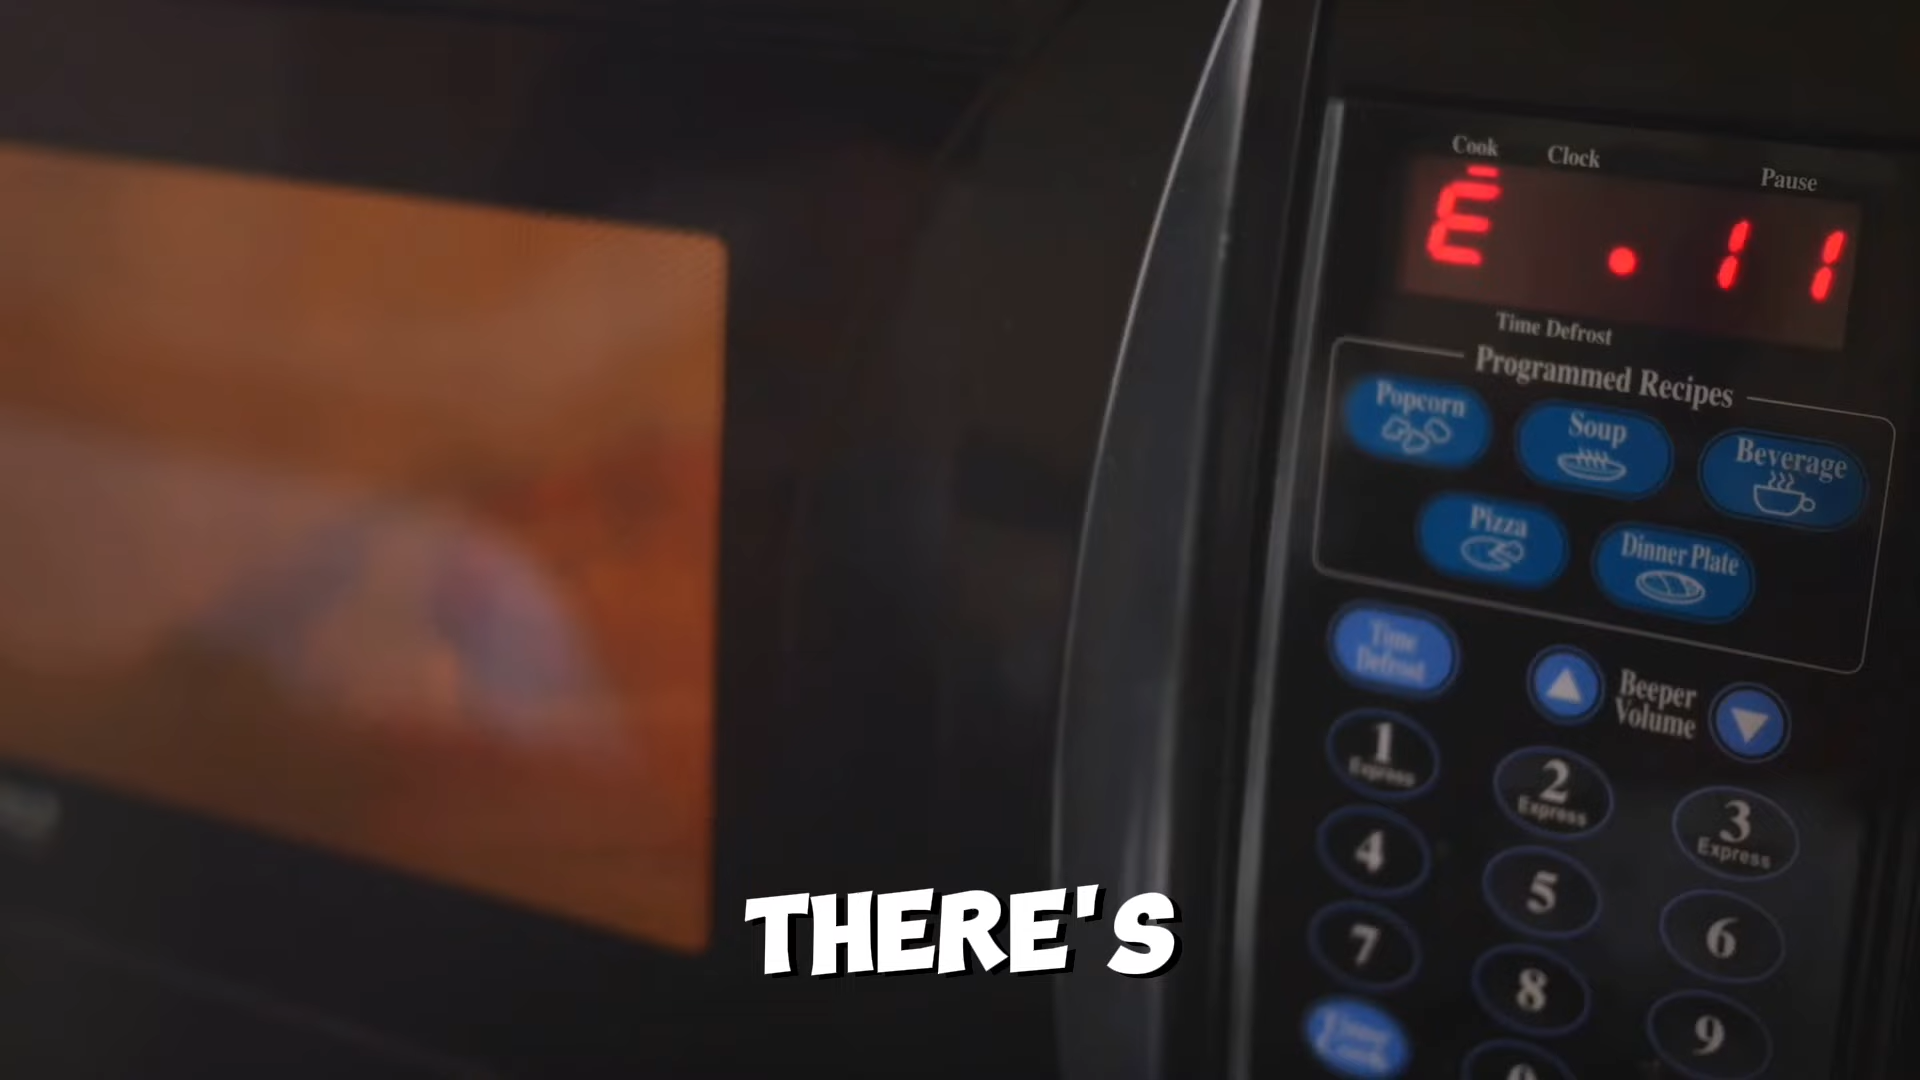 Cook Clock Pause
E .11
Time Defrost
Programmed Recipes
Popcorn Soup Beverage
Pizza Dinner Plate
Time Defrost
Beeper Volume
1 Express 2 Express 3 Express
4 5 6
7 8 9
THERE'S